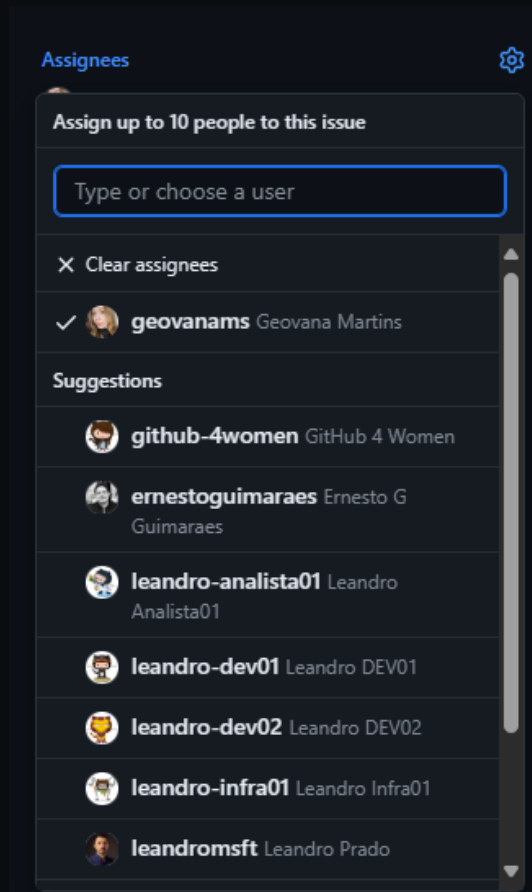 Assignees
Assign up to 10 people to this issue
Type or choose a user
Clear assignees
geovanams Geovana Martins
Suggestions
github-4women GitHub 4 Women
ernestoguimaraes Ernesto G
Guimaraes
leandro-analista01 Leandro
Analista01
leandro-dev01 Leandro DEV01
leandro-dev02 Leandro DEV02
leandro-infra01 Leandro Infra01
leandromsft Leandro Prado